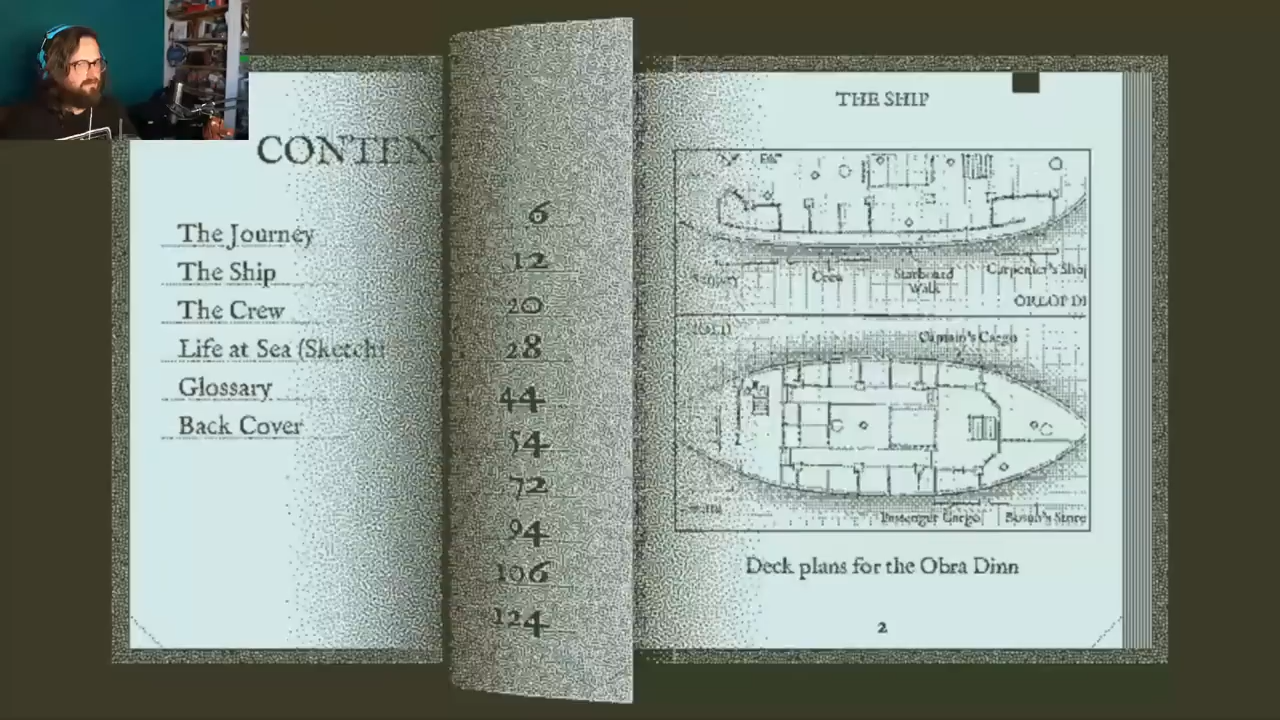 CONTEN
The Journey
The Ship
The Crew
Life at Sea (Sketch
Glossary
Back Cover
6
12
20
28
44
54
72
94
106
124
THE SHIP
Crew
Starboard
Walk
Carpenter's Shop
ORLOP DE
Captain's Cargo
Passenger Cargo
Bosun's Store
Deck plans for the Obra Dinn
2